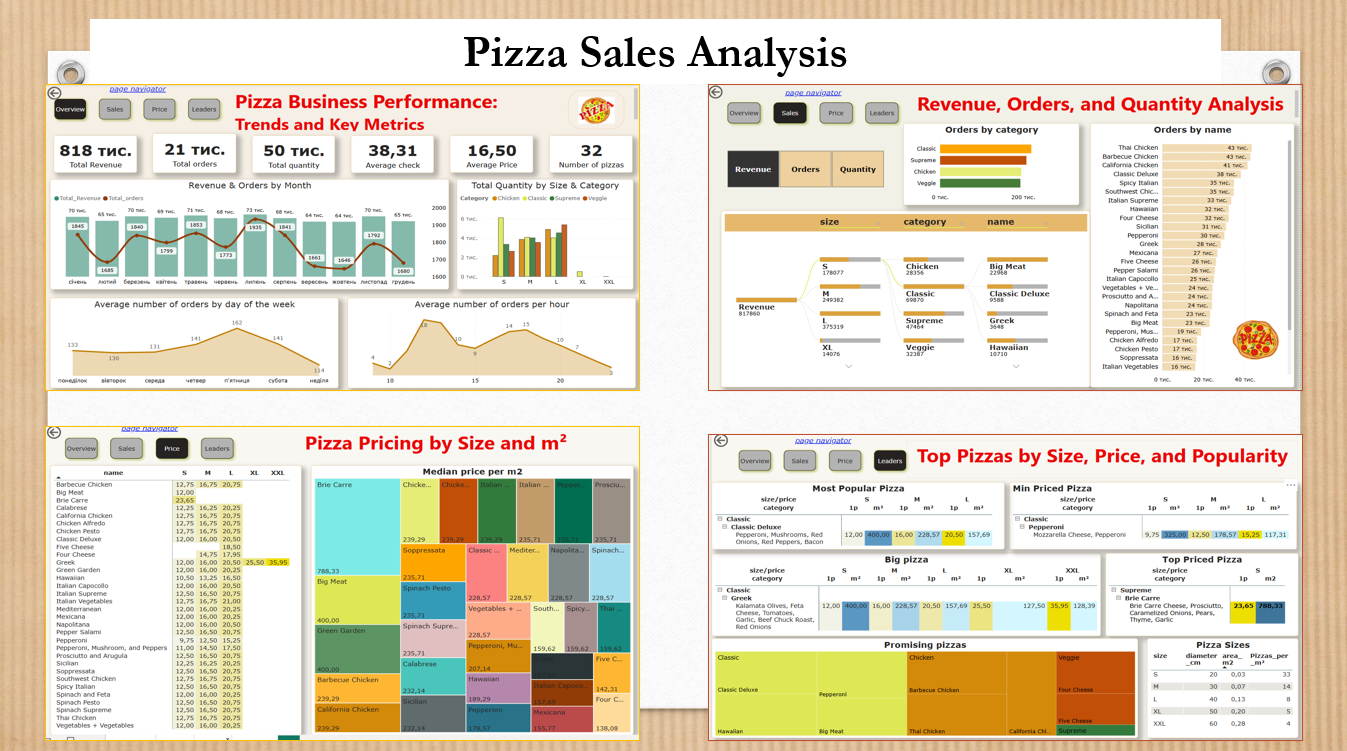 Pizza Sales Analysis
page navigator
Overview Sales Price Leaders
Pizza Business Performance:
Trends and Key Metrics
818 тис. 21 тис. 50 тис. 38,31 16,50 32
Total Revenue Total orders Total quantity Average check Average Price Number of pizzas
Revenue & Orders by Month
Total_Revenue Total_orders
70 тис. 65 тис. 70 тис. 69 тис. 71 тис. 68 тис. 73 тис. 68 тис. 64 тис. 64 тис. 70 тис. 65 тис.
1845 1685 1840 1799 1853 1773 1935 1841 1661 1646 1792 1680
2000
1900
1800
1700
1600
січень лютий березень квітень травень червень липень серпень вересень жовтень листопад грудень
Total Quantity by Size & Category
Category Chicken Classic Supreme Veggie
6 тис.
4 тис.
2 тис.
0 тис.
S M L XL XXL
Average number of orders by day of the week
133 130 131 141 162 141 114
понеділок вівторок середа четвер п'ятниця субота неділя
Average number of orders per hour
4 2 18 10 9 14 15 10 7 3
10 15 20
page navigator
Overview Sales Price Leaders
Revenue, Orders, and Quantity Analysis
Revenue Orders Quantity
Orders by category
Classic
Supreme
Chicken
Veggie
0 тис. 200 тис.
Orders by name
Thai Chicken 43 тис.
Barbecue Chicken 43 тис.
California Chicken 41 тис.
Classic Deluxe 38 тис.
Spicy Italian 35 тис.
Southwest Chic... 35 тис.
Italian Supreme 33 тис.
Hawaiian 32 тис.
Four Cheese 32 тис.
Sicilian 31 тис.
Pepperoni 30 тис.
Greek 28 тис.
Mexicana 27 тис.
Five Cheese 26 тис.
Pepper Salami 26 тис.
Italian Capocoll... 25 тис.
Vegetables + Ve... 24 тис.
Prosciutto and A... 24 тис.
Napolitana 24 тис.
Spinach and Feta 23 тис.
Big Meat 23 тис.
Pepperoni, Mus... 19 тис.
Chicken Alfredo 17 тис.
Chicken Pesto 17 тис.
Soppressata 16 тис.
Italian Vegetables 16 тис.
0 тис. 20 тис. 40 тис.
PIZZA
size category name
Revenue
817860
S
178077
M
249382
L
375319
XL
14076
Chicken
28356
Classic
69870
Supreme
47464
Veggie
32387
Big Meat
22968
Classic Deluxe
9588
Greek
3648
Hawaiian
10710
page navigator
Overview Sales Price Leaders
Pizza Pricing by Size and m²
name S M L XL XXL
Barbecue Chicken 12,75 16,75 20,75
Big Meat 12,00
Brie Carre 23,65
Calabrese 12,25 16,25 20,25
California Chicken 12,75 16,75 20,75
Chicken Alfredo 12,75 16,75 20,75
Chicken Pesto 12,75 16,75 20,75
Classic Deluxe 12,00 16,00 20,50
Five Cheese 18,50
Four Cheese 14,75 17,95
Greek 12,00 16,00 20,50 25,50 35,95
Green Garden 12,00 16,00 20,25
Hawaiian 10,50 13,25 16,50
Italian Capocollo 12,00 16,00 20,50
Italian Supreme 12,50 16,50 20,75
Italian Vegetables 12,75 16,75 21,00
Mediterranean 12,00 16,00 20,25
Mexicana 12,00 16,00 20,25
Napolitana 12,00 16,00 20,50
Pepper Salami 12,50 16,50 20,75
Pepperoni 9,75 12,50 15,25
Pepperoni, Mushroom, and Peppers 11,00 14,50 17,50
Prosciutto and Arugula 12,50 16,50 20,75
Sicilian 12,25 16,25 20,25
Soppressata 12,50 16,50 20,75
Southwest Chicken 12,75 16,75 20,75
Spicy Italian 12,50 16,50 20,75
Spinach and Feta 12,00 16,00 20,25
Spinach Pesto 12,50 16,50 20,75
Spinach Supreme 12,50 16,50 20,75
Thai Chicken 12,75 16,75 20,75
Vegetables + Vegetables 12,00 16,00 20,25
Median price per m2
Brie Carre
788,33
Big Meat
400,00
Green Garden
400,00
Barbecue Chicken
239,29
California Chicken
239,29
Chicke... Chicke... Italian ... Italian ... Pepper... Prosciu...
239,29 239,29 235,71 235,71
Soppressata
235,71
Spinach Pesto
235,71
Spinach Supre...
235,71
Calabrese
232,14
Sicilian
232,14
Classic ... Mediter... Napolita... Spinach...
228,57 228,57 228,57 228,57
Vegetables + ...
228,57
Pepperoni, Mu...
207,14
Hawaiian
189,29
Pepperoni
178,57
South... Spicy... Thai ...
159,62 159,62 159,62
Italian Capoco...
157,69
Mexicana
155,77
Five C...
142,31
Four C...
138,08
page navigator
Overview Sales Price Leaders
Top Pizzas by Size, Price, and Popularity
Most Popular Pizza
size/price S M L
category 1p m² 1p m² 1p m²
Classic
Classic Deluxe
Pepperoni, Mushrooms, Red Onions, Red Peppers, Bacon 12,00 400,00 16,00 228,57 20,50 157,69
Min Priced Pizza
size/price S M L
category 1p m² 1p m² 1p m²
Classic
Pepperoni
Mozzarella Cheese, Pepperoni 9,75 325,00 12,50 178,57 15,25 117,31
Big pizza
size/price S M L XL XXL
category 1p m² 1p m² 1p m² 1p m² 1p m²
Classic
Greek
Kalamata Olives, Feta Cheese, Tomatoes, Garlic, Beef Chuck Roast, Red Onions 12,00 400,00 16,00 228,57 20,50 157,69 25,50 127,50 35,95 128,39
Top Priced Pizza
size/price S
category 1p m2
Supreme
Brie Carre
Brie Carre Cheese, Prosciutto, Caramelized Onions, Pears, Thyme, Garlic 23,65 788,33
Promising pizzas
Classic Chicken Veggie
Classic Deluxe Pepperoni Barbecue Chicken Four Cheese
Five Cheese
Supreme
Hawaiian Big Meat Thai Chicken California Chi...
Pizza Sizes
size diameter_cm area_m2 Pizzas_per_m²
S 20 0,03 33
M 30 0,07 14
L 40 0,13 8
XL 50 0,20 5
XXL 60 0,28 4